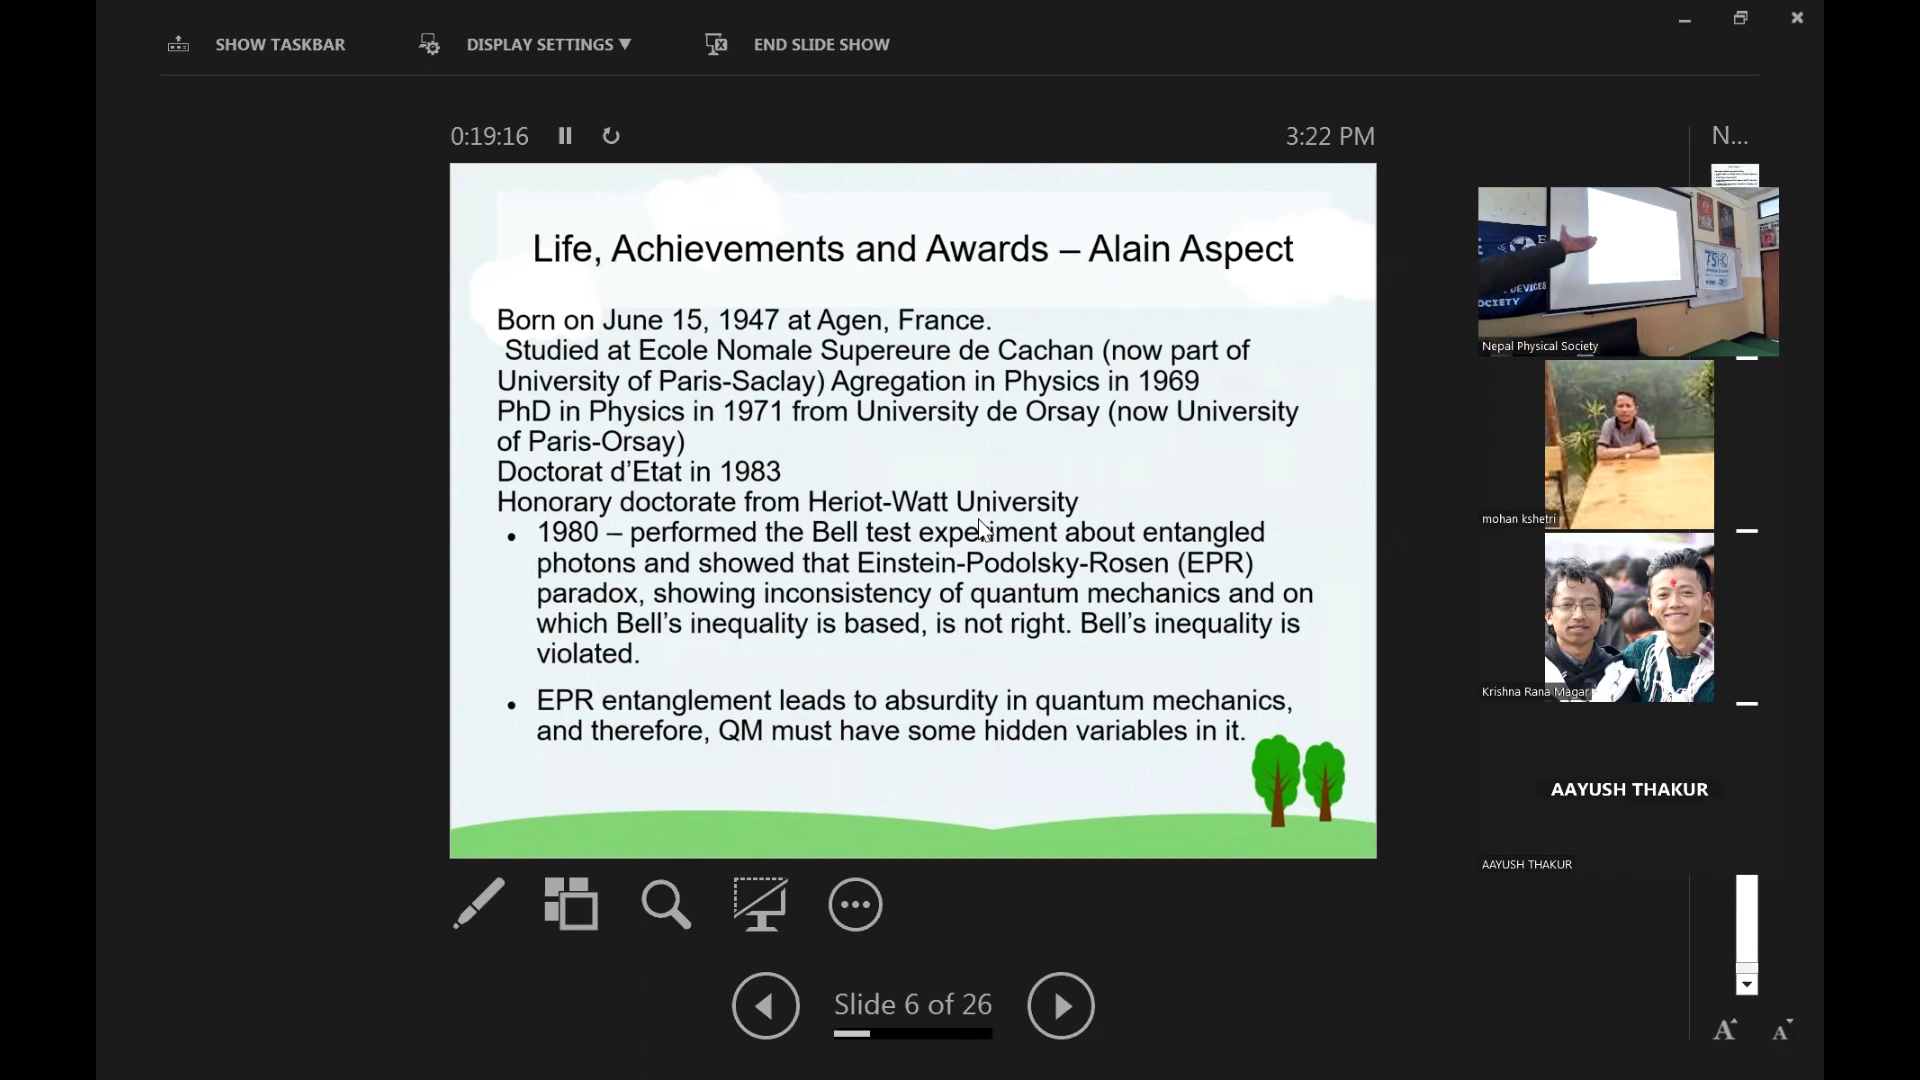 SHOW TASKBAR DISPLAY SETTINGS ▼ END SLIDE SHOW
0:19:16 3:22 PM N...
Life, Achievements and Awards – Alain Aspect
Born on June 15, 1947 at Agen, France.
Studied at Ecole Nomale Supereure de Cachan (now part of
University of Paris-Saclay) Agregation in Physics in 1969
PhD in Physics in 1971 from University de Orsay (now University
of Paris-Orsay)
Doctorat d’Etat in 1983
Honorary doctorate from Heriot-Watt University
• 1980 – performed the Bell test experiment about entangled
photons and showed that Einstein-Podolsky-Rosen (EPR)
paradox, showing inconsistency of quantum mechanics and on
which Bell’s inequality is based, is not right. Bell’s inequality is
violated.
• EPR entanglement leads to absurdity in quantum mechanics,
and therefore, QM must have some hidden variables in it.
DEVICES
SOCIETY
75
Nepal Physical Society
mohan kshetri
Krishna Rana Magar
AAYUSH THAKUR
AAYUSH THAKUR
Slide 6 of 26
A A